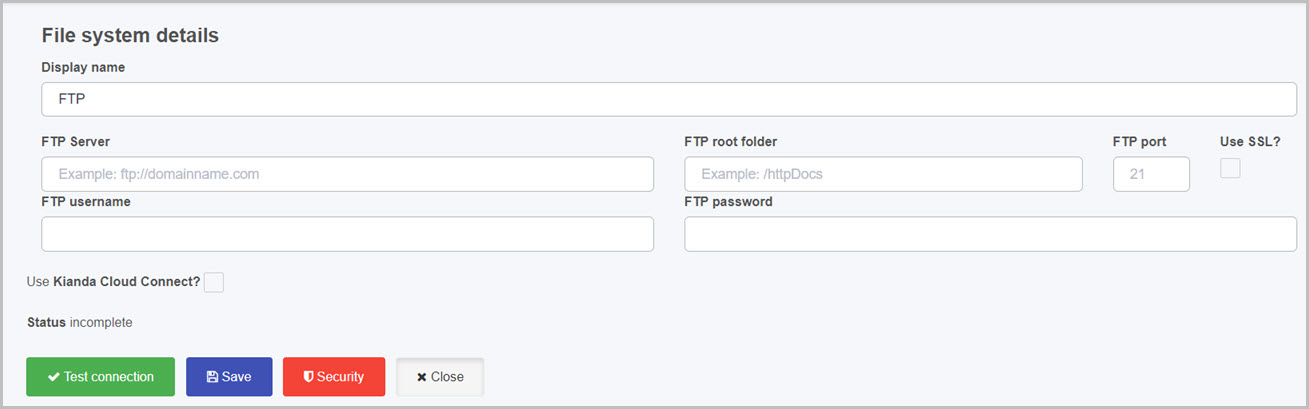 File system details
Display name
FTP
FTP Server FTP root folder FTP port Use SSL?
Example: ftp://domainname.com Example: /httpDocs 21
FTP username FTP password
Use Kianda Cloud Connect?
Status incomplete
Test connection Save Security Close